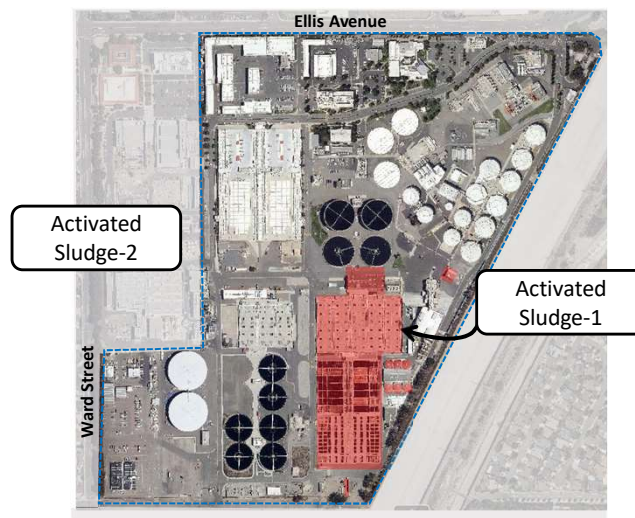 Ellis Avenue
Activated
Sludge-2
Activated
Sludge-1
Ward Street